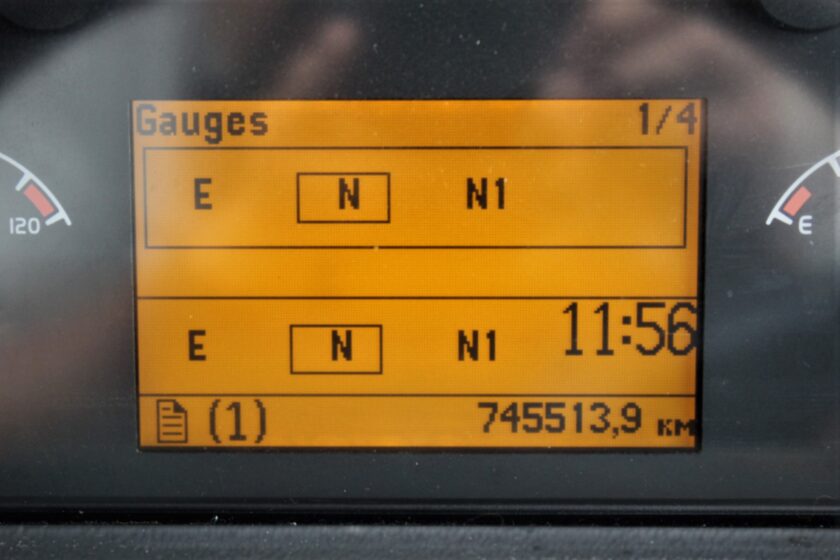 Gauges 1/4
E N N1
120 E
E N N1 11:56
(1) 745513,9 KM